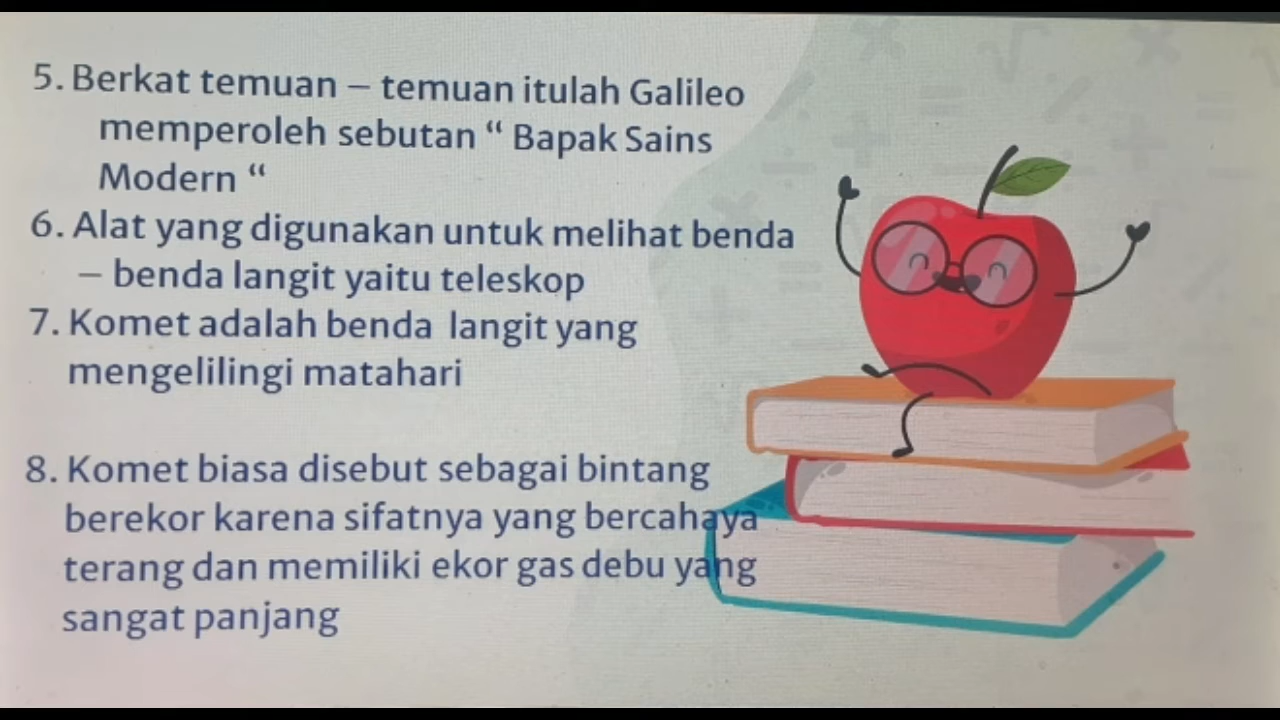 5. Berkat temuan – temuan itulah Galileo
memperoleh sebutan “ Bapak Sains
Modern “
6. Alat yang digunakan untuk melihat benda
– benda langit yaitu teleskop
7. Komet adalah benda langit yang
mengelilingi matahari
8. Komet biasa disebut sebagai bintang
berekor karena sifatnya yang bercahaya
terang dan memiliki ekor gas debu yang
sangat panjang